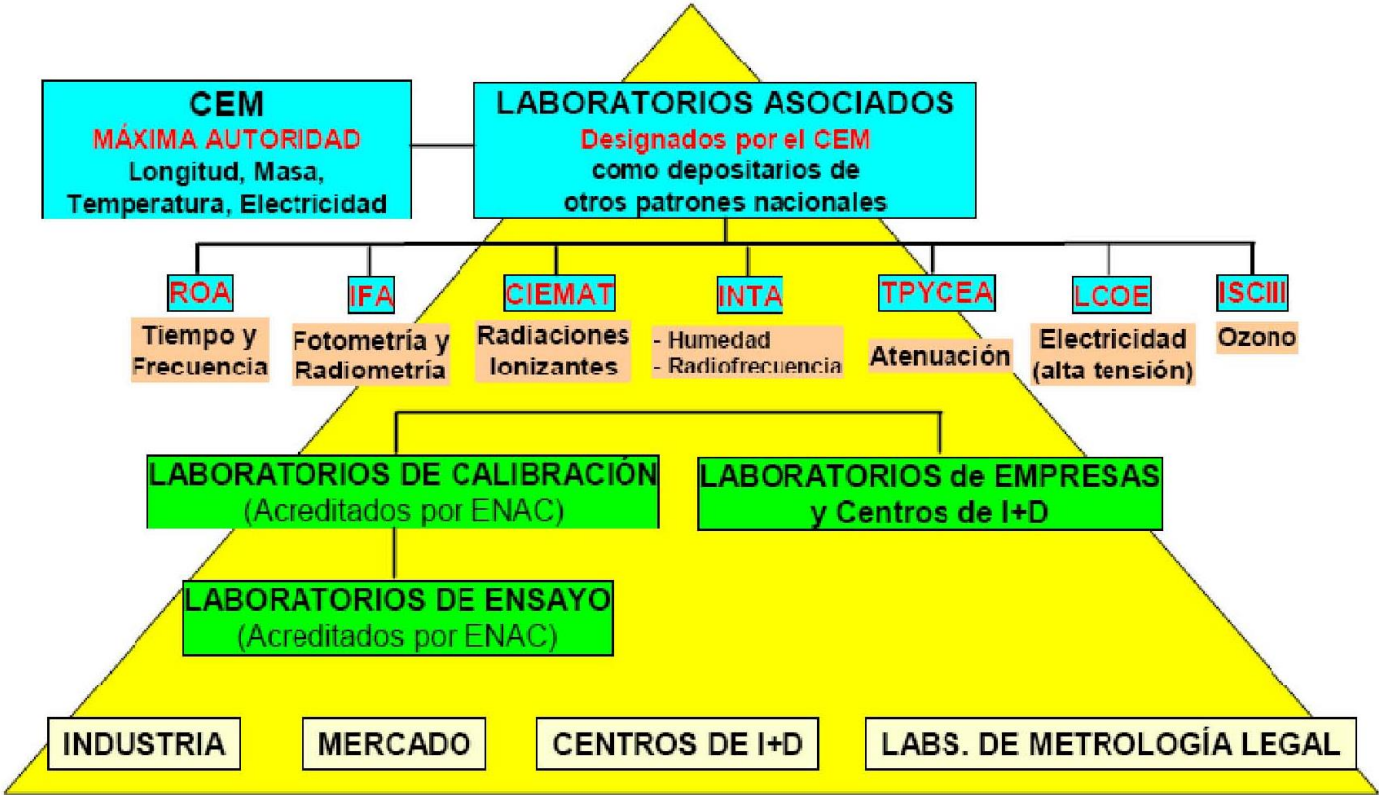 CEM
MÁXIMA AUTORIDAD
Longitud, Masa,
Temperatura, Electricidad
LABORATORIOS ASOCIADOS
Designados por el CEM
como depositarios de
otros patrones nacionales
ROA
Tiempo y
Frecuencia
IFA
Fotometría y
Radiometría
CIEMAT
Radiaciones
Ionizantes
INTA
- Humedad
- Radiofrecuencia
TPYCEA
Atenuación
LCOE
Electricidad
(alta tensión)
ISCIII
Ozono
LABORATORIOS DE CALIBRACIÓN
(Acreditados por ENAC)
LABORATORIOS de EMPRESAS
y Centros de I+D
LABORATORIOS DE ENSAYO
(Acreditados por ENAC)
INDUSTRIA
MERCADO
CENTROS DE I+D
LABS. DE METROLOGÍA LEGAL